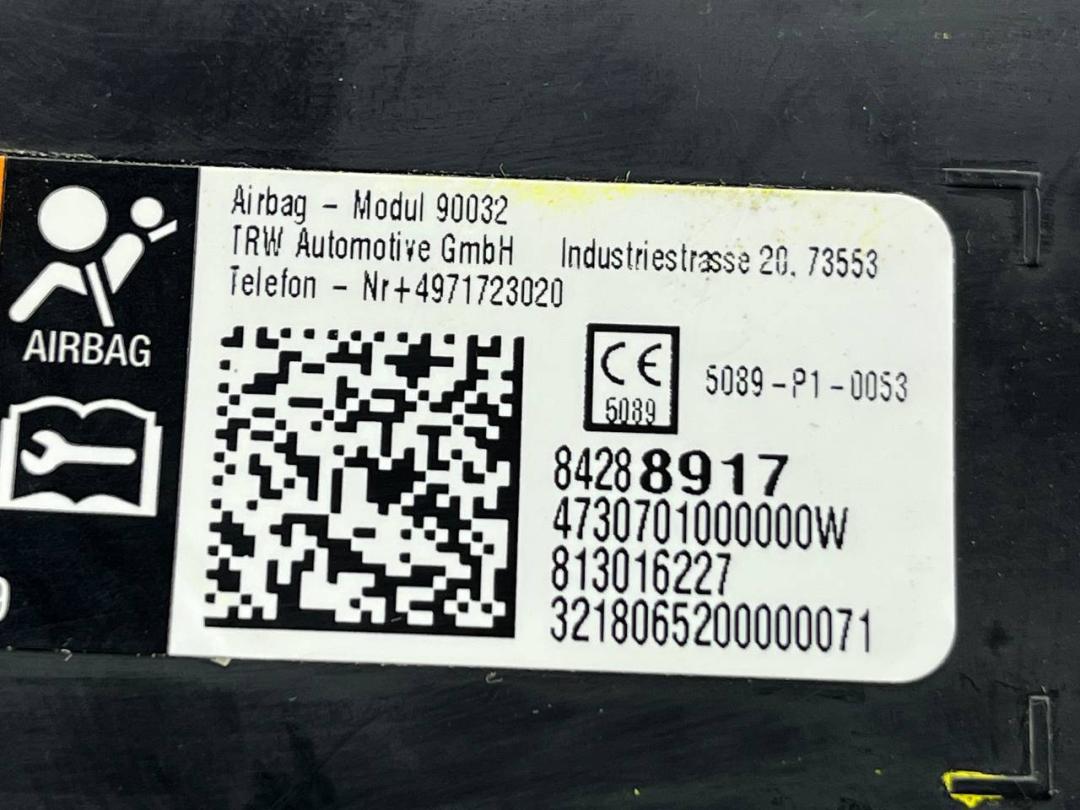 Airbag - Modul 90032
TRW Automotive GmbH Industriestrasse 20, 73553
Telefon - Nr+4971723020
AIRBAG
CE
5089
5089-P1-0053
84288917
4730701000000W
813016227
3218065200000071
9